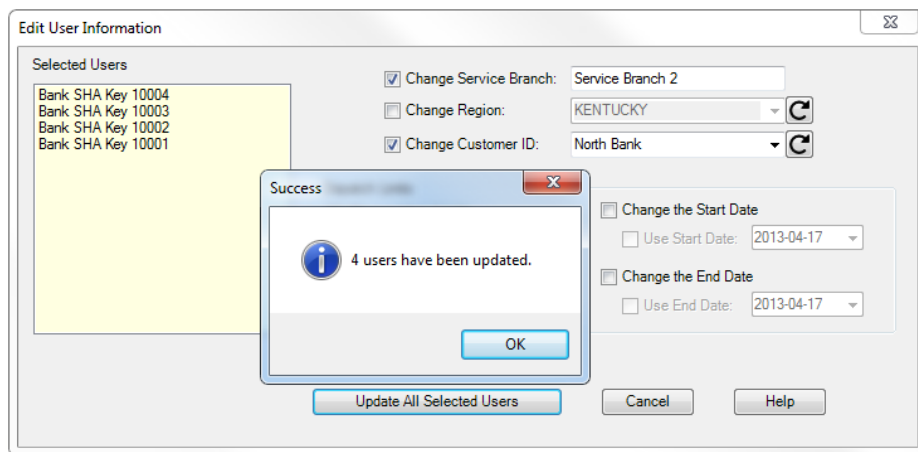 Edit User Information
Selected Users
Bank SHA Key 10004
Bank SHA Key 10003
Bank SHA Key 10002
Bank SHA Key 10001
Change Service Branch: Service Branch 2
Change Region: KENTUCKY
Change Customer ID: North Bank
Success
4 users have been updated.
OK
Change the Start Date
Use Start Date: 2013-04-17
Change the End Date
Use End Date: 2013-04-17
Update All Selected Users
Cancel
Help